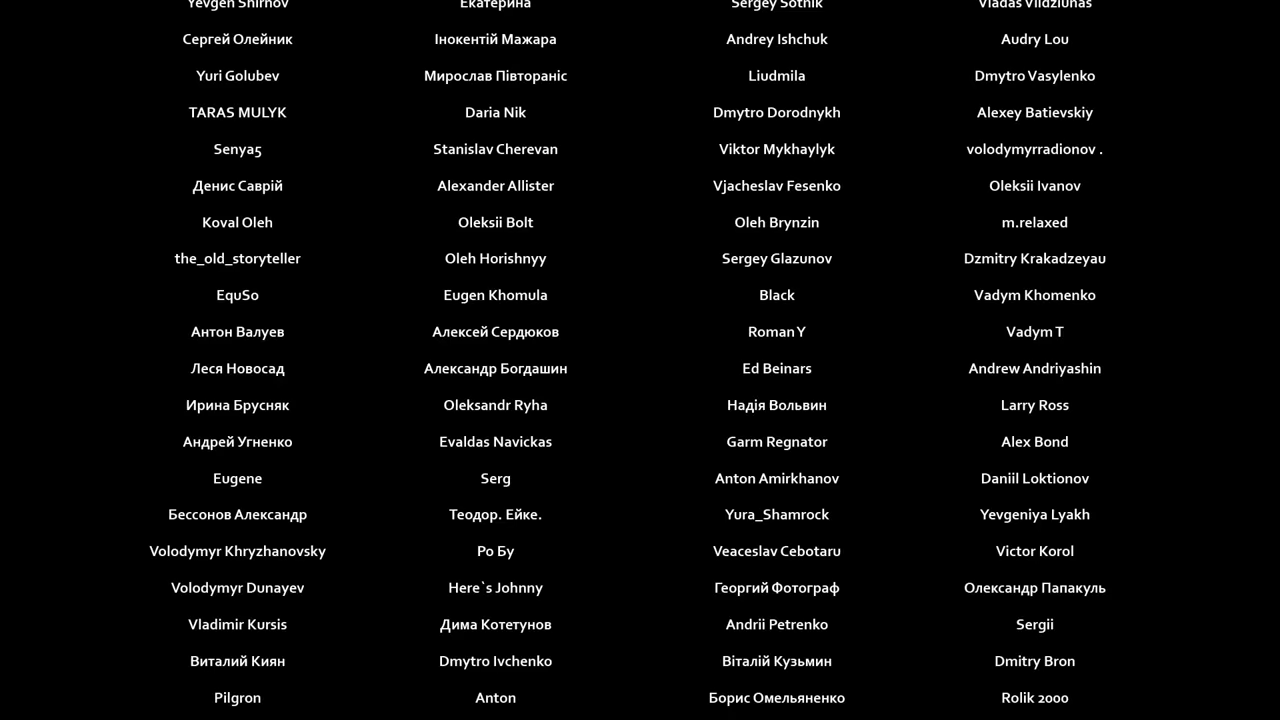 Yevgen Smirnov Екатерина Sergey Sotnik Vladas Vildziunas
Сергей Олейник Інокентій Мажара Andrey Ishchuk Audry Lou
Yuri Golubev Мирослав Півтораніс Liudmila Dmytro Vasylenko
TARAS MULYK Daria Nik Dmytro Dorodnykh Alexey Batievskiy
Senya5 Stanislav Cherevan Viktor Mykhaylyk volodymyrradionov .
Денис Саврій Alexander Allister Vjacheslav Fesenko Oleksii Ivanov
Koval Oleh Oleksii Bolt Oleh Brynzin m.relaxed
the_old_storyteller Oleh Horishnyy Sergey Glazunov Dzmitry Krakadzeyau
EquSo Eugen Khomula Black Vadym Khomenko
Антон Валуев Алексей Сердюков Roman Y Vadym T
Леся Новосад Александр Богдашин Ed Beinars Andrew Andriyashin
Ирина Брусняк Oleksandr Ryha Надія Вольвин Larry Ross
Андрей Угненко Evaldas Navickas Garm Regnator Alex Bond
Eugene Serg Anton Amirkhanov Daniil Loktionov
Бессонов Александр Теодор. Ейке. Yura_Shamrock Yevgeniya Lyakh
Volodymyr Khryzhanovsky Ро Бу Veaceslav Cebotaru Victor Korol
Volodymyr Dunayev Here`s Johnny Георгий Фотограф Олександр Папакуль
Vladimir Kursis Дима Котетунов Andrii Petrenko Sergii
Виталий Киян Dmytro Ivchenko Віталій Кузьмин Dmitry Bron
Pilgron Anton Борис Омельяненко Rolik 2000